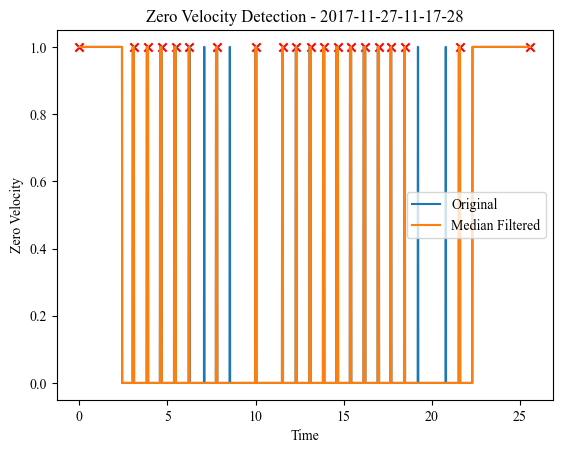 Zero Velocity Detection - 2017-11-27-11-17-28
1.0
0.8
0.6
0.4
0.2
0.0
Zero Velocity
Original
Median Filtered
0 5 10 15 20 25
Time